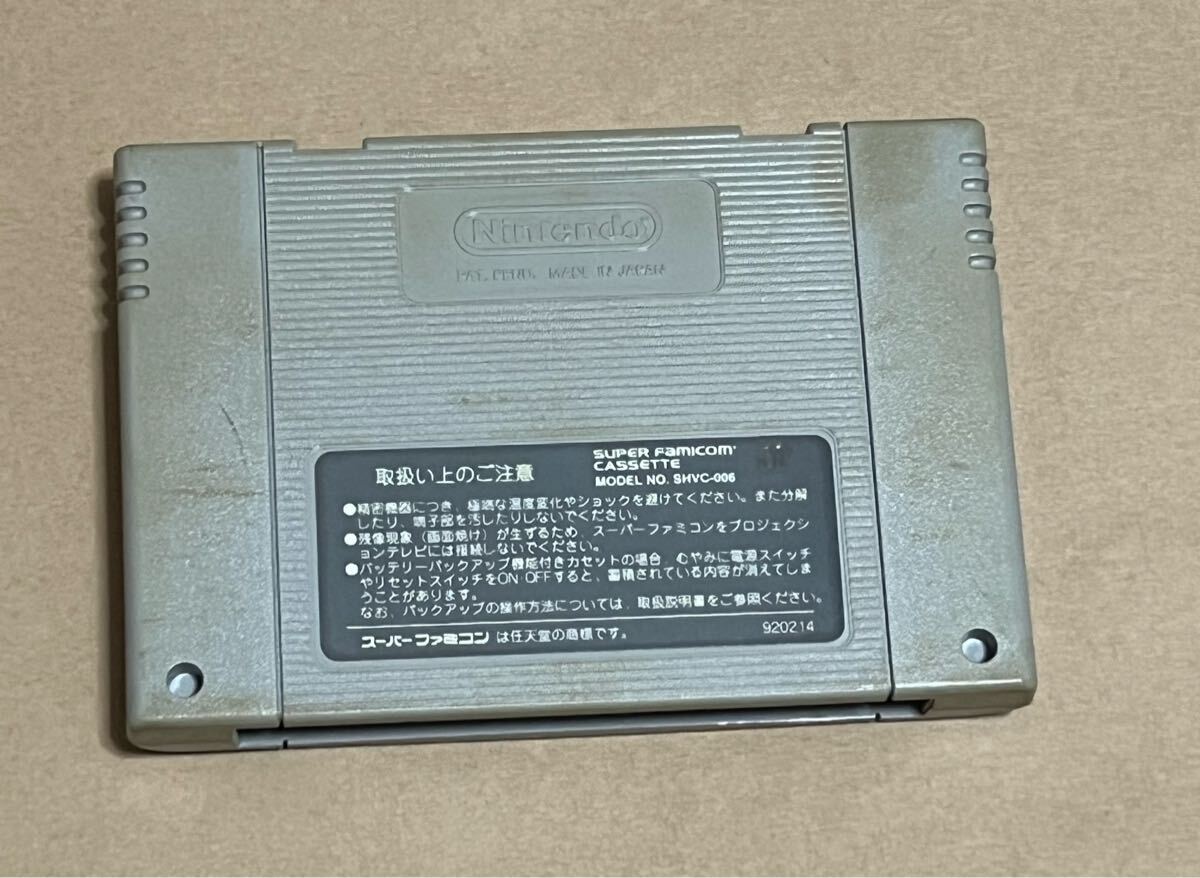 Nintendo®
PAT. PEND. MADE IN JAPAN
取扱い上のご注意
SUPER FAMICOM
CASSETTE
MODEL NO. SHVC-006
●精密機器につき、極端な温度変化やショックを避けてください。また分解
したり、端子部を汚したりしないでください。
●残像現象（画面焼け）が生ずるため、スーパーファミコンをプロジェクシ
ョンテレビには接続しないでください。
●バッテリーバックアップ機能付きカセットの場合、むやみに電源スイッチ
やリセットスイッチをON OFFすると、蓄積されている内容が消えてしま
うことがあります。
なお、バックアップの操作方法については、取扱説明書をご参照ください。
スーパーファミコンは任天堂の商標です。
920214